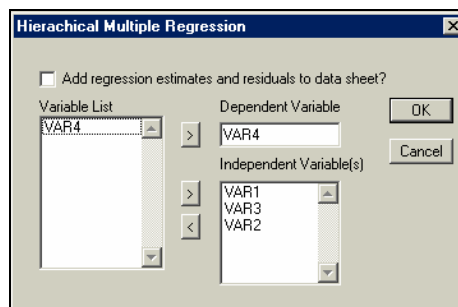 Hierachical Multiple Regression
Add regression estimates and residuals to data sheet?
Variable List
VAR4
>
>
<
Dependent Variable
VAR4
Independent Variable(s)
VAR1
VAR3
VAR2
OK
Cancel